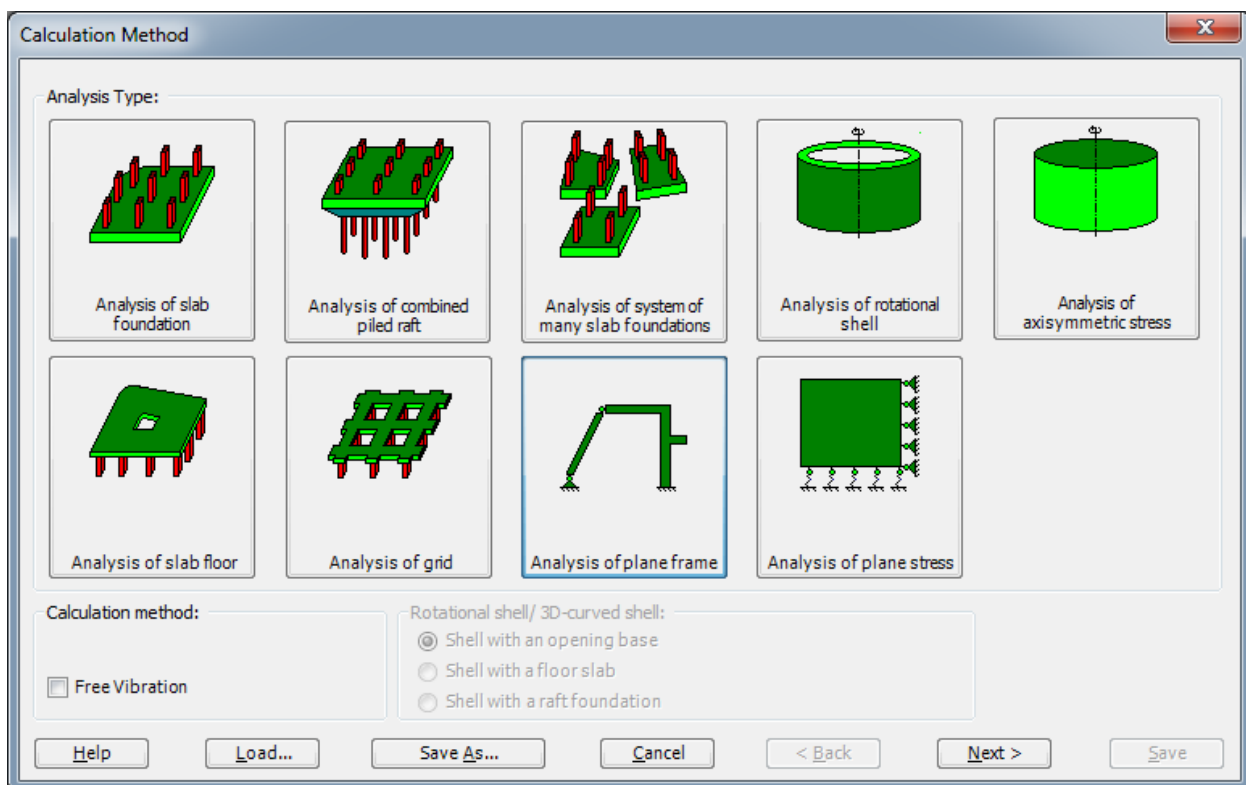 Calculation Method
Analysis Type:
Analysis of slab
foundation
Analysis of combined
piled raft
Analysis of system of
many slab foundations
Analysis of rotational
shell
Analysis of
axisymmetric stress
Analysis of slab floor
Analysis of grid
Analysis of plane frame
Analysis of plane stress
Calculation method:
Free Vibration
Rotational shell/ 3D-curved shell:
Shell with an opening base
Shell with a floor slab
Shell with a raft foundation
Help
Load...
Save As...
Cancel
< Back
Next >
Save